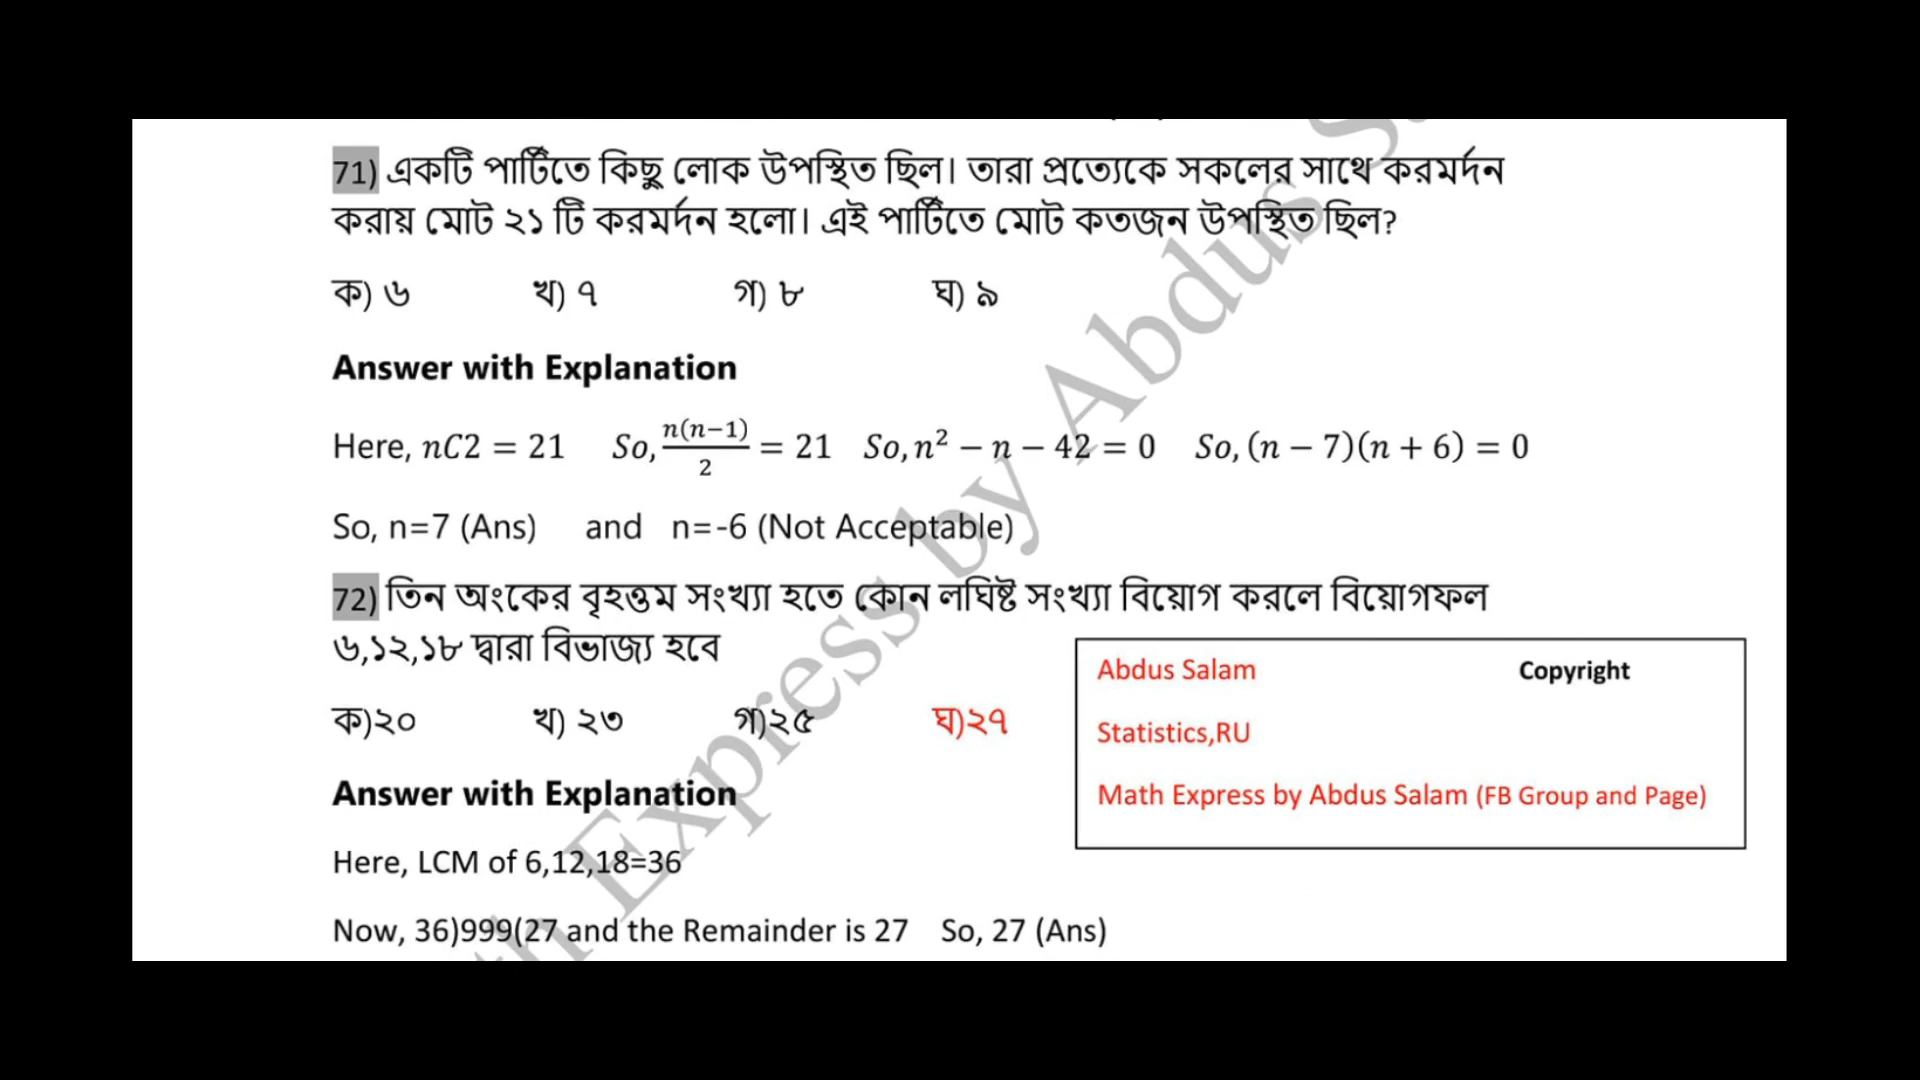 71) একটি পার্টিতে কিছু লোক উপস্থিত ছিল। তারা প্রত্যেকে সকলের সাথে করমর্দন
করায় মোট ২১ টি করমর্দন হলো। এই পার্টিতে মোট কতজন উপস্থিত ছিল?
ক) ৬ খ) ৭ গ) ৮ ঘ) ৯
Answer with Explanation
Here, nC2 = 21 So, n(n−1)/2 = 21 So, n² − n − 42 = 0 So, (n − 7)(n + 6) = 0
So, n=7 (Ans) and n=-6 (Not Acceptable)
72) তিন অংকের বৃহত্তম সংখ্যা হতে কোন লঘিষ্ট সংখ্যা বিয়োগ করলে বিয়োগফল
৬,১২,১৮ দ্বারা বিভাজ্য হবে
ক)২০ খ) ২৩ গ)২৫ ঘ)২৭
Abdus Salam Copyright
Statistics,RU
Math Express by Abdus Salam (FB Group and Page)
Answer with Explanation
Here, LCM of 6,12,18=36
Now, 36)999(27 and the Remainder is 27 So, 27 (Ans)
Express by Abdus